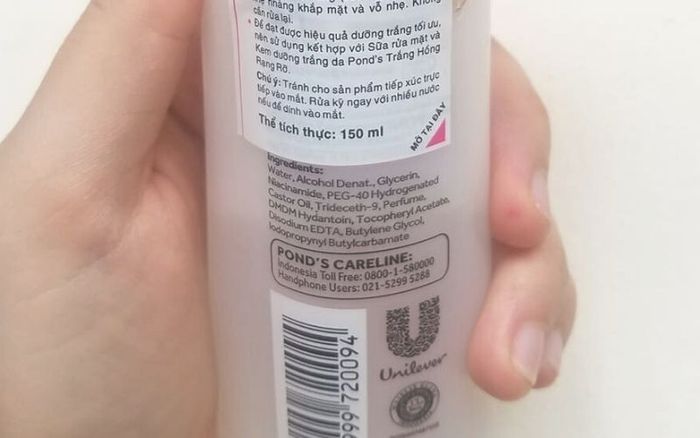 nhẹ nhàng khắp mặt và vỗ nhẹ. Không
cần rửa lại.
• Để đạt được hiệu quả dưỡng trắng tối ưu,
nên sử dụng kết hợp với Sữa rửa mặt và
Kem dưỡng trắng da Pond's Trắng Hồng
Rạng Rỡ.
Chú ý: Tránh cho sản phẩm tiếp xúc trực
tiếp vào mắt. Rửa kỹ ngay với nhiều nước
nếu để dính vào mắt.
Thể tích thực: 150 ml
MỞ TẠI ĐÂY
Ingredients:
Water, Alcohol Denat., Glycerin,
Niacinamide, PEG-40 Hydrogenated
Castor Oil, Trideceth-9, Perfume,
DMDM Hydantoin, Tocopheryl Acetate,
Disodium EDTA, Butylene Glycol,
Iodopropynyl Butylcarbamate
POND'S CARELINE:
Indonesia Toll Free: 0800-1-580000
Handphone Users: 021-5299 5288
999 720094
Unilever